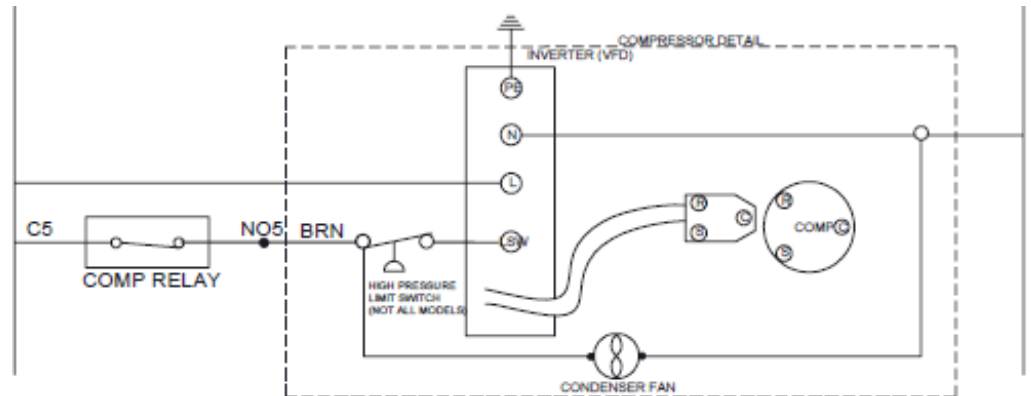 COMPRESSOR DETAIL
INVERTER (VFD)
PE
N
L
C5
NO5
BRN
LSW
COMP RELAY
HIGH PRESSURE
LIMIT SWITCH
(NOT ALL MODELS)
R
C
S
R
COMP
C
S
CONDENSER FAN